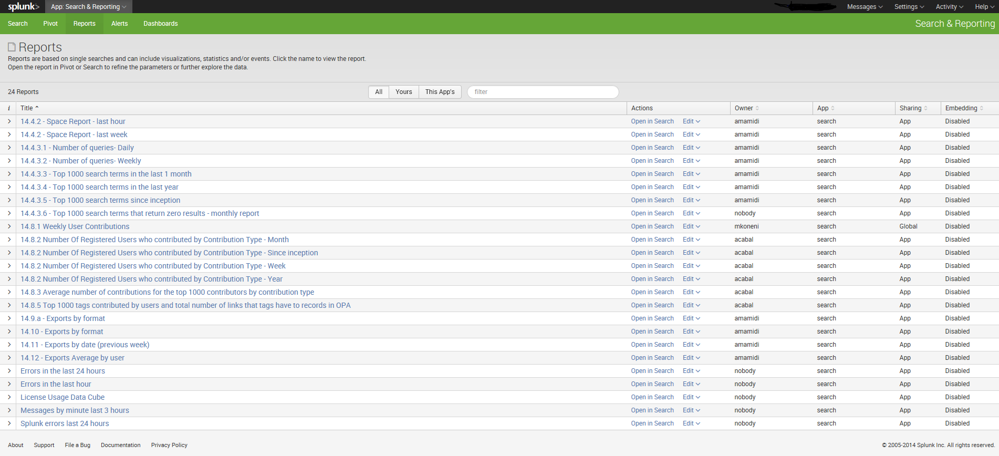 splunk> App: Search & Reporting Messages Settings Activity Help
Search Pivot Reports Alerts Dashboards Search & Reporting
Reports
Reports are based on single searches and can include visualizations, statistics and/or events. Click the name to view the report.
Open the report in Pivot or Search to refine the parameters or further explore the data.
24 Reports All Yours This App's filter
i Title Actions Owner App Sharing Embedding
14.4.2 - Space Report - last hour Open in Search Edit amamidi search App Disabled
14.4.2 - Space Report - last week Open in Search Edit amamidi search App Disabled
14.4.3.1 - Number of queries- Daily Open in Search Edit amamidi search App Disabled
14.4.3.2 - Number of queries- Weekly Open in Search Edit amamidi search App Disabled
14.4.3.3 - Top 1000 search terms in the last 1 month Open in Search Edit amamidi search App Disabled
14.4.3.4 - Top 1000 search terms in the last year Open in Search Edit amamidi search App Disabled
14.4.3.5 - Top 1000 search terms since inception Open in Search Edit amamidi search App Disabled
14.4.3.6 - Top 1000 search terms that return zero results - monthly report Open in Search Edit nobody search App Disabled
14.8.1 Weekly User Contributions Open in Search Edit mkoneni search Global Disabled
14.8.2 Number Of Registered Users who contributed by Contribution Type - Month Open in Search Edit acabal search App Disabled
14.8.2 Number Of Registered Users who contributed by Contribution Type - Since inception Open in Search Edit acabal search App Disabled
14.8.2 Number Of Registered Users who contributed by Contribution Type - Week Open in Search Edit acabal search App Disabled
14.8.2 Number Of Registered Users who contributed by Contribution Type - Year Open in Search Edit acabal search App Disabled
14.8.3 Average number of contributions for the top 1000 contributors by contribution type Open in Search Edit acabal search App Disabled
14.8.5 Top 1000 tags contributed by users and total number of links that tags have to records in OPA Open in Search Edit acabal search App Disabled
14.9.a - Exports by format Open in Search Edit amamidi search App Disabled
14.10 - Exports by format Open in Search Edit amamidi search App Disabled
14.11 - Exports by date (previous week) Open in Search Edit amamidi search App Disabled
14.12 - Exports Average by user Open in Search Edit amamidi search App Disabled
Errors in the last 24 hours Open in Search Edit nobody search App Disabled
Errors in the last hour Open in Search Edit nobody search App Disabled
License Usage Data Cube Open in Search Edit nobody search App Disabled
Messages by minute last 3 hours Open in Search Edit nobody search App Disabled
Splunk errors last 24 hours Open in Search Edit nobody search App Disabled
About Support File a Bug Documentation Privacy Policy © 2005-2014 Splunk Inc. All rights reserved.